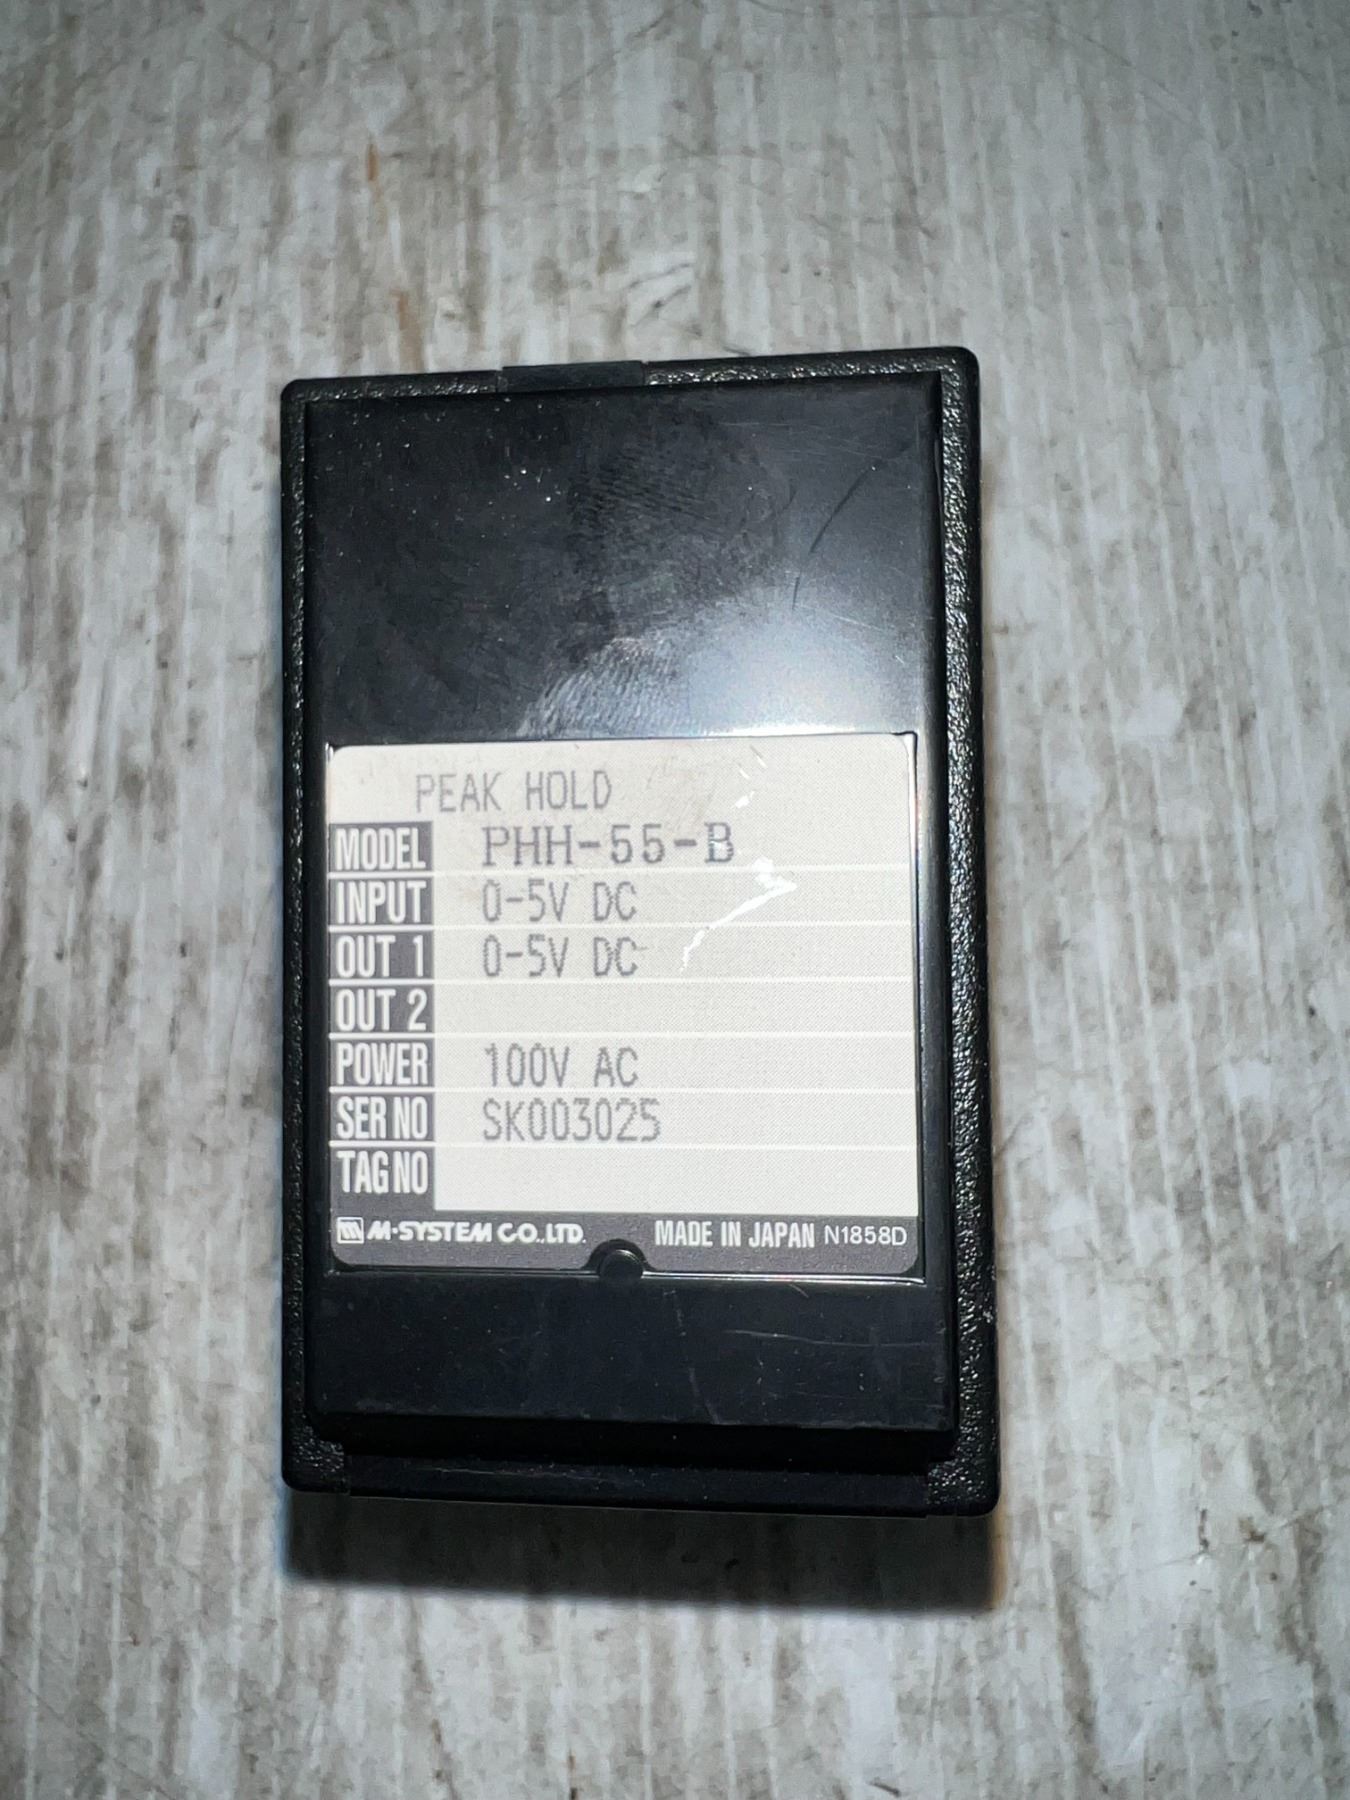 PEAK HOLD
MODEL PHH-55-B
INPUT 0-5V DC
OUT 1 0-5V DC
OUT 2
POWER 100V AC
SER NO SK003025
TAG NO
M-SYSTEM CO.,LTD. MADE IN JAPAN N1858D